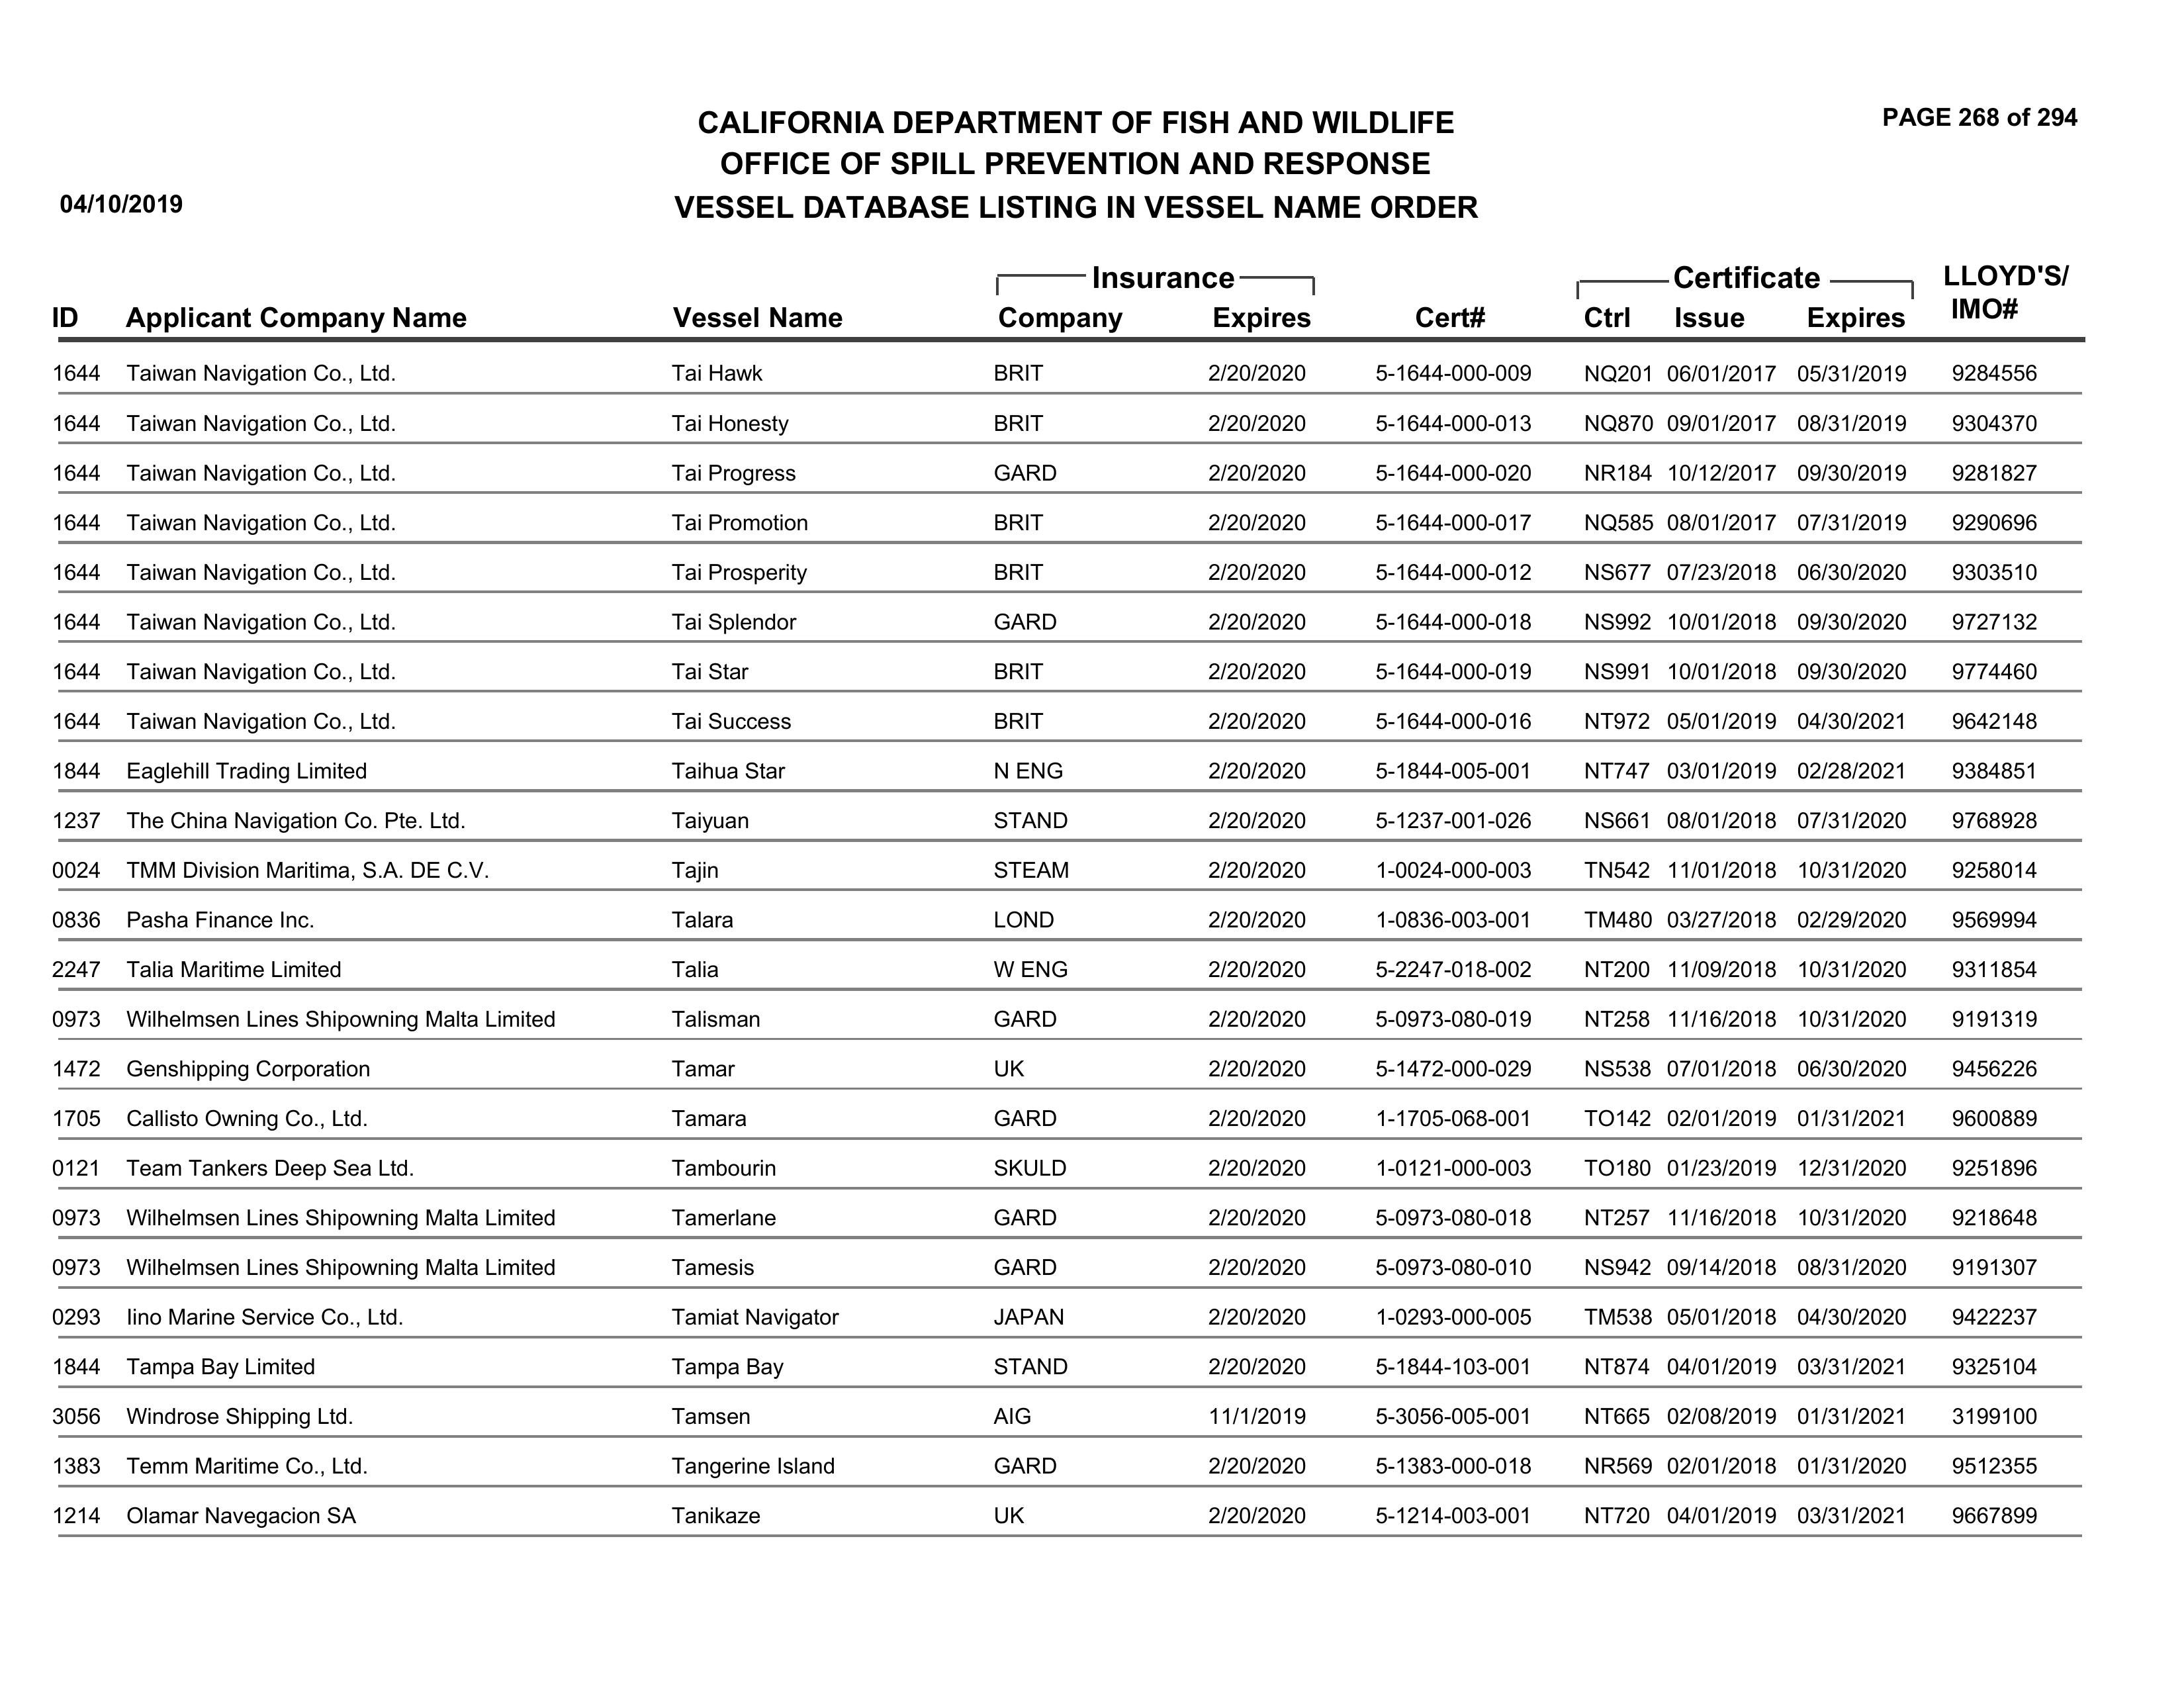 PAGE 268 of 294
CALIFORNIA DEPARTMENT OF FISH AND WILDLIFE
OFFICE OF SPILL PREVENTION AND RESPONSE
04/10/2019 VESSEL DATABASE LISTING IN VESSEL NAME ORDER
Insurance Certificate LLOYD'S/
ID Applicant Company Name Vessel Name Company Expires Cert# Ctrl Issue Expires IMO#
1644 Taiwan Navigation Co., Ltd. Tai Hawk BRIT 2/20/2020 5-1644-000-009 NQ201 06/01/2017 05/31/2019 9284556
1644 Taiwan Navigation Co., Ltd. Tai Honesty BRIT 2/20/2020 5-1644-000-013 NQ870 09/01/2017 08/31/2019 9304370
1644 Taiwan Navigation Co., Ltd. Tai Progress GARD 2/20/2020 5-1644-000-020 NR184 10/12/2017 09/30/2019 9281827
1644 Taiwan Navigation Co., Ltd. Tai Promotion BRIT 2/20/2020 5-1644-000-017 NQ585 08/01/2017 07/31/2019 9290696
1644 Taiwan Navigation Co., Ltd. Tai Prosperity BRIT 2/20/2020 5-1644-000-012 NS677 07/23/2018 06/30/2020 9303510
1644 Taiwan Navigation Co., Ltd. Tai Splendor GARD 2/20/2020 5-1644-000-018 NS992 10/01/2018 09/30/2020 9727132
1644 Taiwan Navigation Co., Ltd. Tai Star BRIT 2/20/2020 5-1644-000-019 NS991 10/01/2018 09/30/2020 9774460
1644 Taiwan Navigation Co., Ltd. Tai Success BRIT 2/20/2020 5-1644-000-016 NT972 05/01/2019 04/30/2021 9642148
1844 Eaglehill Trading Limited Taihua Star N ENG 2/20/2020 5-1844-005-001 NT747 03/01/2019 02/28/2021 9384851
1237 The China Navigation Co. Pte. Ltd. Taiyuan STAND 2/20/2020 5-1237-001-026 NS661 08/01/2018 07/31/2020 9768928
0024 TMM Division Maritima, S.A. DE C.V. Tajin STEAM 2/20/2020 1-0024-000-003 TN542 11/01/2018 10/31/2020 9258014
0836 Pasha Finance Inc. Talara LOND 2/20/2020 1-0836-003-001 TM480 03/27/2018 02/29/2020 9569994
2247 Talia Maritime Limited Talia W ENG 2/20/2020 5-2247-018-002 NT200 11/09/2018 10/31/2020 9311854
0973 Wilhelmsen Lines Shipowning Malta Limited Talisman GARD 2/20/2020 5-0973-080-019 NT258 11/16/2018 10/31/2020 9191319
1472 Genshipping Corporation Tamar UK 2/20/2020 5-1472-000-029 NS538 07/01/2018 06/30/2020 9456226
1705 Callisto Owning Co., Ltd. Tamara GARD 2/20/2020 1-1705-068-001 TO142 02/01/2019 01/31/2021 9600889
0121 Team Tankers Deep Sea Ltd. Tambourin SKULD 2/20/2020 1-0121-000-003 TO180 01/23/2019 12/31/2020 9251896
0973 Wilhelmsen Lines Shipowning Malta Limited Tamerlane GARD 2/20/2020 5-0973-080-018 NT257 11/16/2018 10/31/2020 9218648
0973 Wilhelmsen Lines Shipowning Malta Limited Tamesis GARD 2/20/2020 5-0973-080-010 NS942 09/14/2018 08/31/2020 9191307
0293 Iino Marine Service Co., Ltd. Tamiat Navigator JAPAN 2/20/2020 1-0293-000-005 TM538 05/01/2018 04/30/2020 9422237
1844 Tampa Bay Limited Tampa Bay STAND 2/20/2020 5-1844-103-001 NT874 04/01/2019 03/31/2021 9325104
3056 Windrose Shipping Ltd. Tamsen AIG 11/1/2019 5-3056-005-001 NT665 02/08/2019 01/31/2021 3199100
1383 Temm Maritime Co., Ltd. Tangerine Island GARD 2/20/2020 5-1383-000-018 NR569 02/01/2018 01/31/2020 9512355
1214 Olamar Navegacion SA Tanikaze UK 2/20/2020 5-1214-003-001 NT720 04/01/2019 03/31/2021 9667899